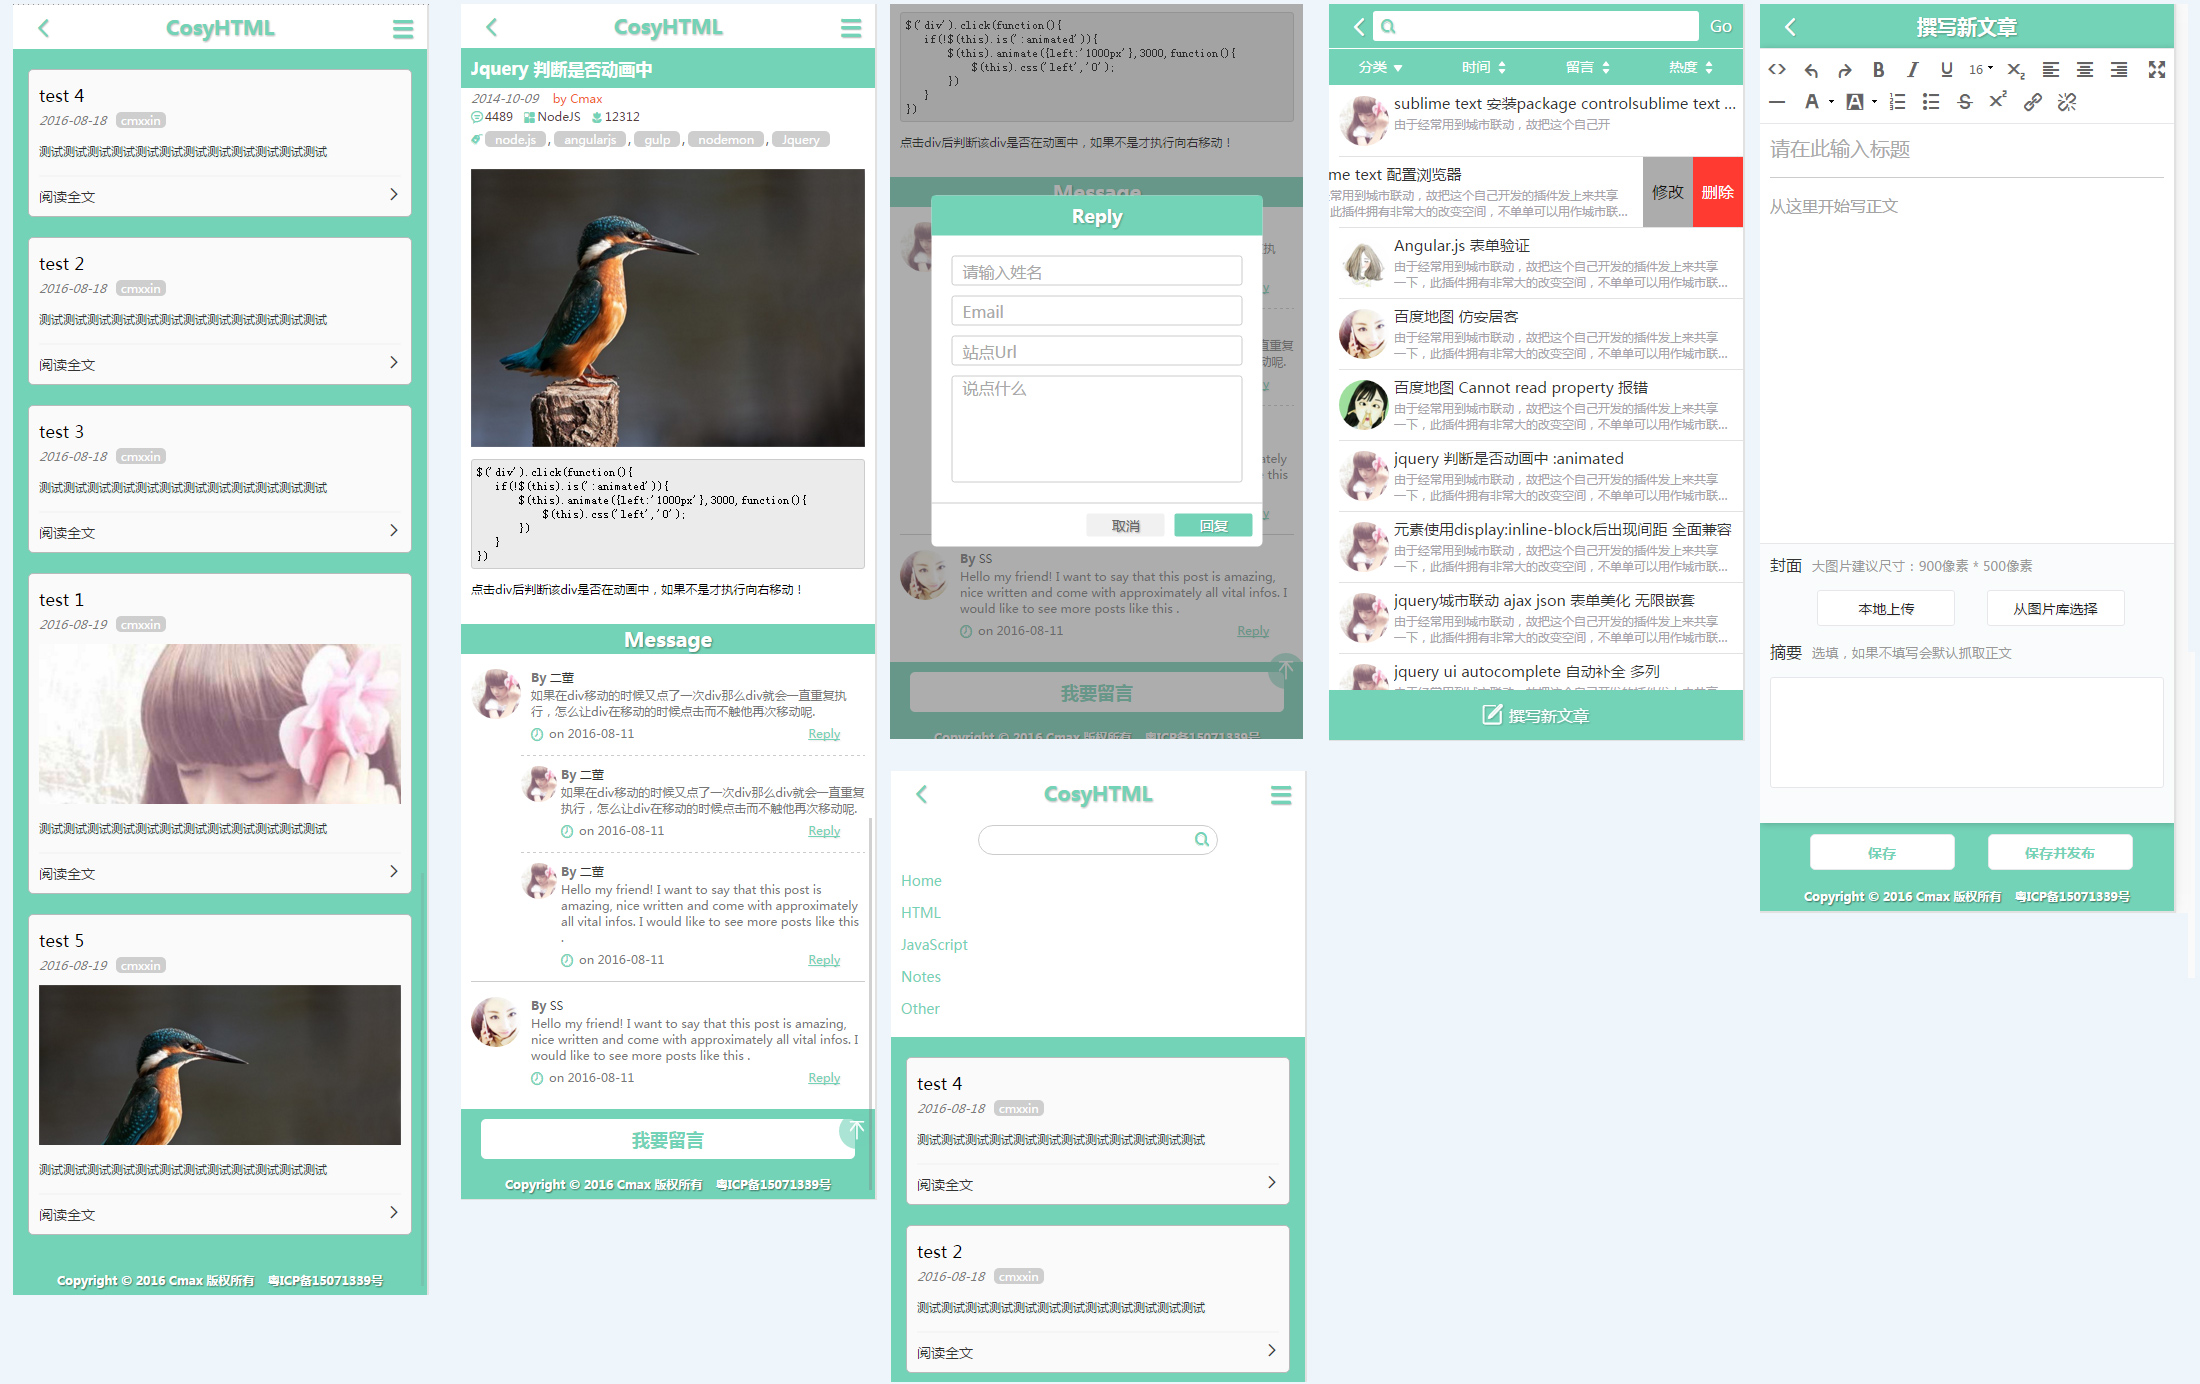 CosyHTML
test 4
2016-08-18 cmxxin
测试测试测试测试测试测试测试测试测试测试测试测试
阅读全文
test 2
2016-08-18 cmxxin
测试测试测试测试测试测试测试测试测试测试测试测试
阅读全文
test 3
2016-08-18 cmxxin
测试测试测试测试测试测试测试测试测试测试测试测试
阅读全文
test 1
2016-08-19 cmxxin
测试测试测试测试测试测试测试测试测试测试测试测试
阅读全文
test 5
2016-08-19 cmxxin
测试测试测试测试测试测试测试测试测试测试测试测试
阅读全文
Copyright © 2016 Cmax 版权所有 粤ICP备15071339号
CosyHTML
Jquery 判断是否动画中
2014-10-09 by Cmax
4489 NodeJS 12312
node.js , angularjs , gulp , nodemon , Jquery
$('div').click(function(){
if(!$(this).is(':animated')){
$(this).animate({left:'1000px'},3000,function(){
$(this).css('left','0');
})
}
})
点击div后判断该div是否在动画中，如果不是才执行向右移动！
Message
By 二萱
如果在div移动的时候又点了一次div那么div就会一直重复执
行，怎么让div在移动的时候点击而不触他再次移动呢.
on 2016-08-11 Reply
By 二萱
如果在div移动的时候又点了一次div那么div就会一直重复
执行，怎么让div在移动的时候点击而不触他再次移动呢.
on 2016-08-11 Reply
By 二萱
Hello my friend! I want to say that this post is
amazing, nice written and come with approximately
all vital infos. I would like to see more posts like this
.
on 2016-08-11 Reply
By SS
Hello my friend! I want to say that this post is amazing,
nice written and come with approximately all vital infos. I
would like to see more posts like this .
on 2016-08-11 Reply
我要留言
Copyright © 2016 Cmax 版权所有 粤ICP备15071339号
$('div').click(function(){
if(!$(this).is(':animated')){
$(this).animate({left:'1000px'},3000,function(){
$(this).css('left','0');
})
}
})
点击div后判断该div是否在动画中，如果不是才执行向右移动！
Message
Reply
请输入姓名
Email
站点Url
说点什么
取消 回复
执
直重复
动呢.
ately
this
By SS
Hello my friend! I want to say that this post is amazing,
nice written and come with approximately all vital infos. I
would like to see more posts like this .
on 2016-08-11 Reply
我要留言
Copyright © 2016 Cmax 版权所有 粤ICP备15071339号
CosyHTML
Home
HTML
JavaScript
Notes
Other
test 4
2016-08-18 cmxxin
测试测试测试测试测试测试测试测试测试测试测试测试
阅读全文
test 2
2016-08-18 cmxxin
测试测试测试测试测试测试测试测试测试测试测试测试
阅读全文
Go
分类 时间 留言 热度
sublime text 安装package controlsublime text ...
由于经常用到城市联动，故把这个自己开
me text 配置浏览器
常用到城市联动，故把这个自己开发的插件发上来共享
此插件拥有非常大的改变空间，不单单可以用作城市联...
修改 删除
Angular.js 表单验证
由于经常用到城市联动，故把这个自己开发的插件发上来共享
一下，此插件拥有非常大的改变空间，不单单可以用作城市联...
百度地图 仿安居客
由于经常用到城市联动，故把这个自己开发的插件发上来共享
一下，此插件拥有非常大的改变空间，不单单可以用作城市联...
百度地图 Cannot read property 报错
由于经常用到城市联动，故把这个自己开发的插件发上来共享
一下，此插件拥有非常大的改变空间，不单单可以用作城市联...
jquery 判断是否动画中 :animated
由于经常用到城市联动，故把这个自己开发的插件发上来共享
一下，此插件拥有非常大的改变空间，不单单可以用作城市联...
元素使用display:inline-block后出现间距 全面兼容
由于经常用到城市联动，故把这个自己开发的插件发上来共享
一下，此插件拥有非常大的改变空间，不单单可以用作城市联...
jquery城市联动 ajax json 表单美化 无限嵌套
由于经常用到城市联动，故把这个自己开发的插件发上来共享
一下，此插件拥有非常大的改变空间，不单单可以用作城市联...
jquery ui autocomplete 自动补全 多列
撰写新文章
撰写新文章
B I U 16 X2
A A S X2
请在此输入标题
从这里开始写正文
封面 大图片建议尺寸：900像素 * 500像素
本地上传 从图片库选择
摘要 选填，如果不填写会默认抓取正文
保存 保存并发布
Copyright © 2016 Cmax 版权所有 粤ICP备15071339号